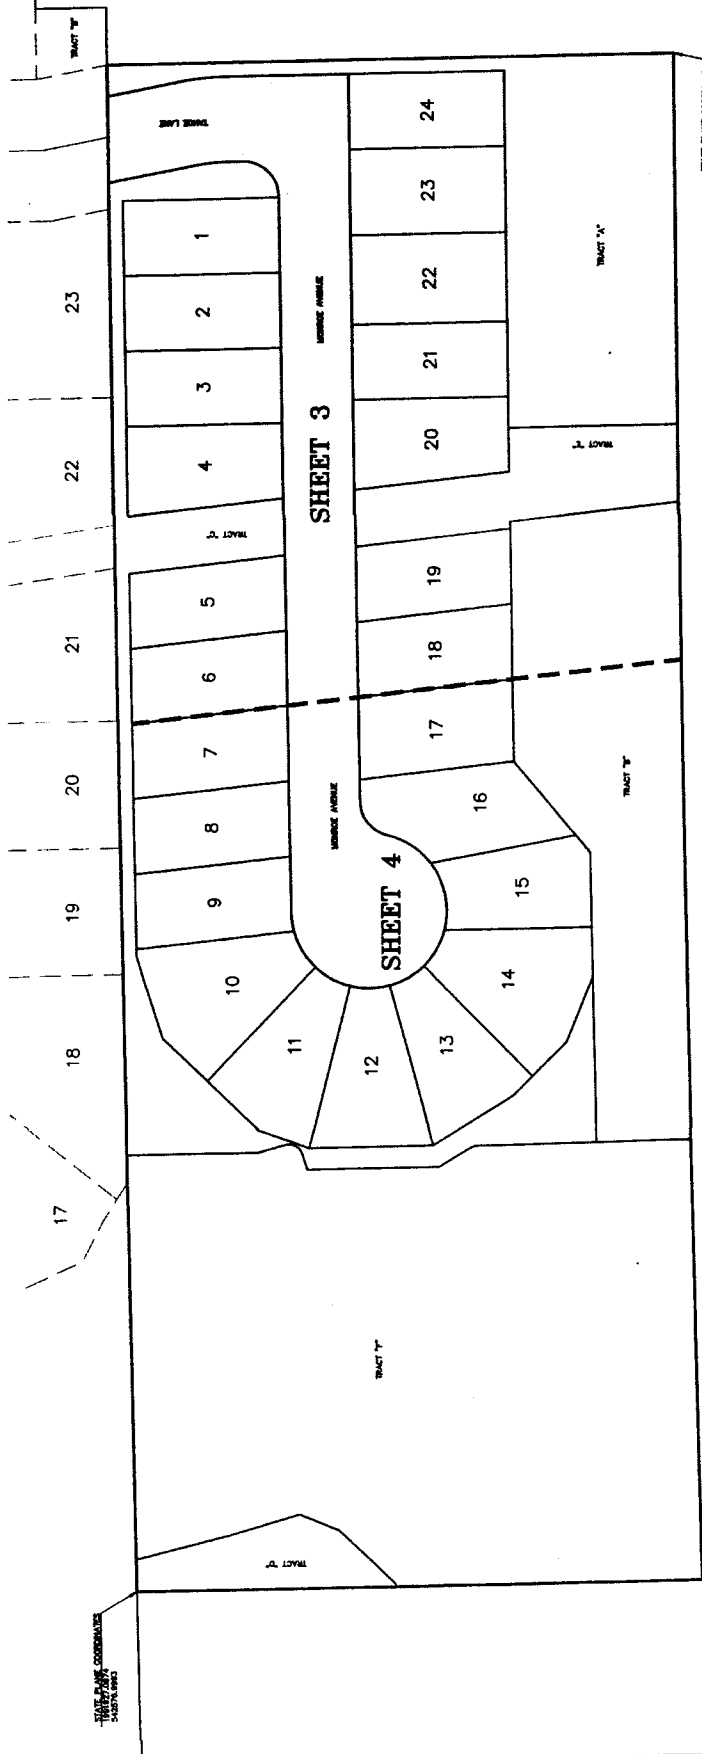 TRACT "B"
TAHOE LANE
24
23
22
21
20
19
18
17
16
15
14
13
12
11
10
9
8
7
6
5
4
3
2
1
MONROE AVENUE
SHEET 3
TRACT "A"
TRACT "E"
TRACT "C"
MONROE AVENUE
SHEET 4
TRACT "B"
23
22
21
20
19
18
17
TRACT "F"
TRACT "D"
STATE PLANE COORDINATES